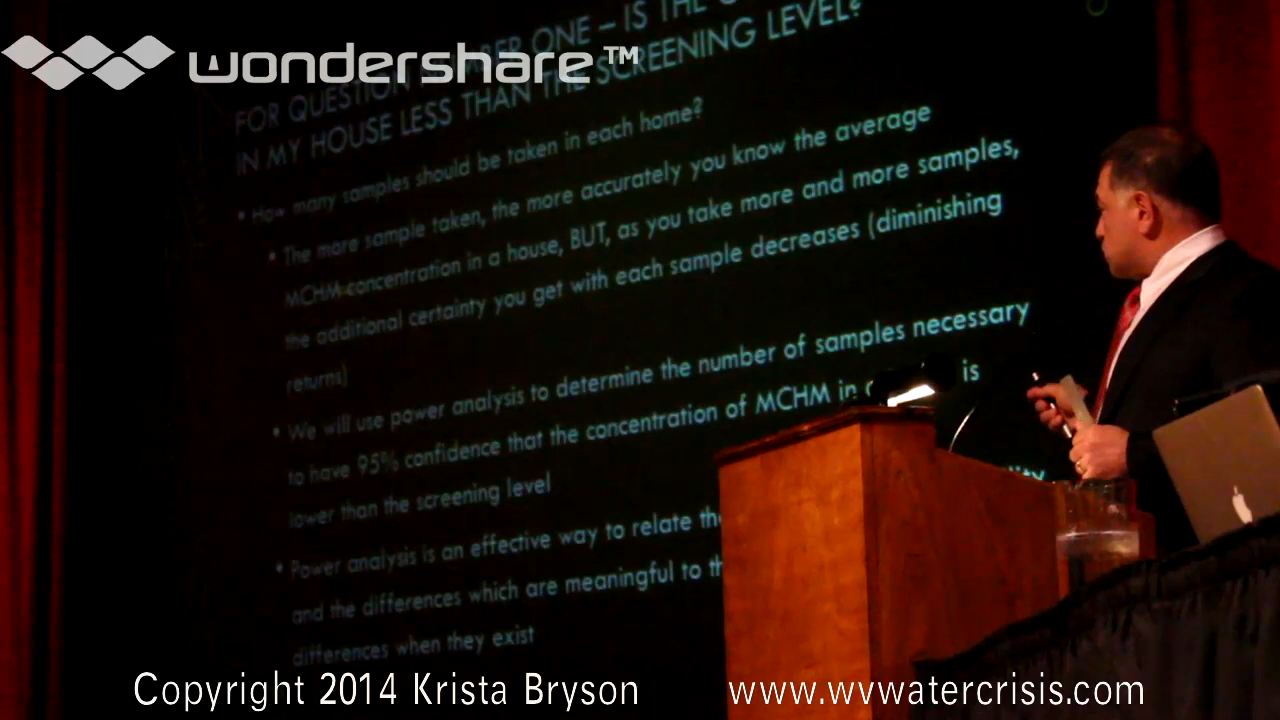 wondershare™
FOR QUESTION ONE – IS THE
IN MY HOUSE LESS THAN THE SCREENING LEVEL?
• How many samples should be taken in each home?
• The more sample taken, the more accurately you know the average
MCHM concentration in a house, BUT, as you take more and more samples,
the additional certainty you get with each sample decreases (diminishing
returns)
• We will use power analysis to determine the number of samples necessary
to have 95% confidence that the concentration of MCHM in is
lower than the screening level
• Power analysis is an effective way to relate
and the differences which are meaningful to
differences when they exist
Copyright 2014 Krista Bryson www.wvwatercrisis.com